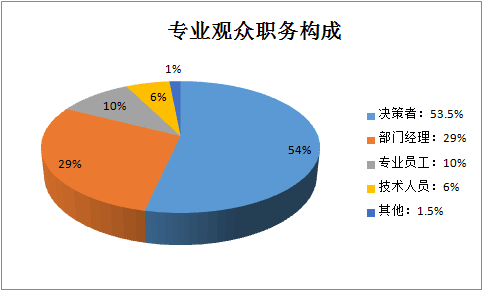 专业观众职务构成
1%
6%
10%
29%
54%
决策者：53.5%
部门经理：29%
专业员工：10%
技术人员：6%
其他：1.5%